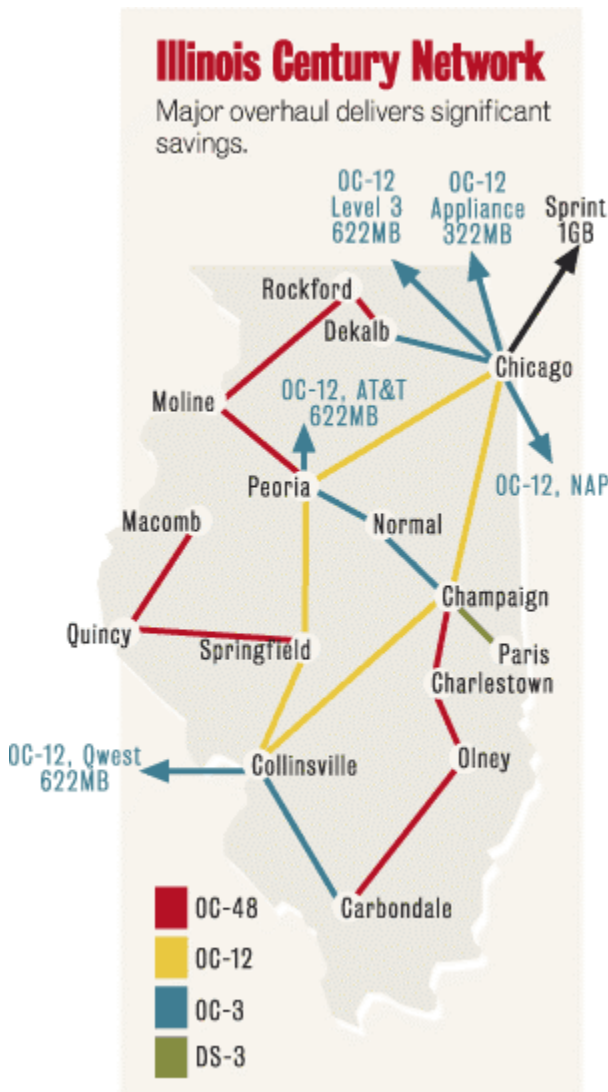 Illinois Century Network
Major overhaul delivers significant
savings.
OC-12
Level 3
622MB
OC-12
Appliance
322MB
Sprint
1GB
Rockford
Dekalb
Chicago
OC-12, AT&T
622MB
Moline
OC-12, NAP
Peoria
Macomb
Normal
Champaign
Quincy
Springfield
Paris
Charlestown
OC-12, Qwest
622MB
Collinsville
Olney
Carbondale
OC-48
OC-12
OC-3
DS-3